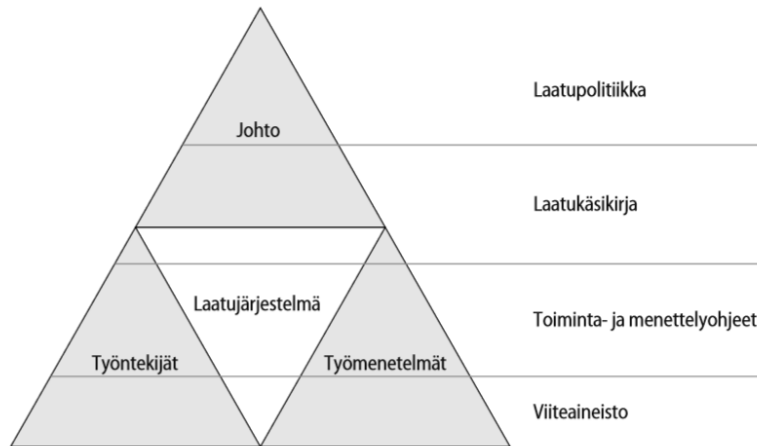 Laatupolitiikka
Johto
Laatukäsikirja
Laatujärjestelmä
Toiminta- ja menettelyohjeet
Työntekijät
Työmenetelmät
Viiteaineisto